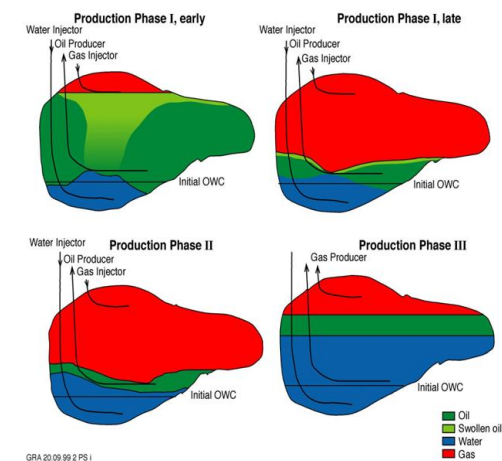 Production Phase I, early
Water Injector
Oil Producer
Gas Injector
Initial OWC
Production Phase I, late
Water Injector
Oil Producer
Gas Injector
Initial OWC
Production Phase II
Water Injector
Oil Producer
Gas Injector
Initial OWC
Production Phase III
Gas Producer
Initial OWC
Oil
Swollen oil
Water
Gas
GRA 20.09.99 2 PS i